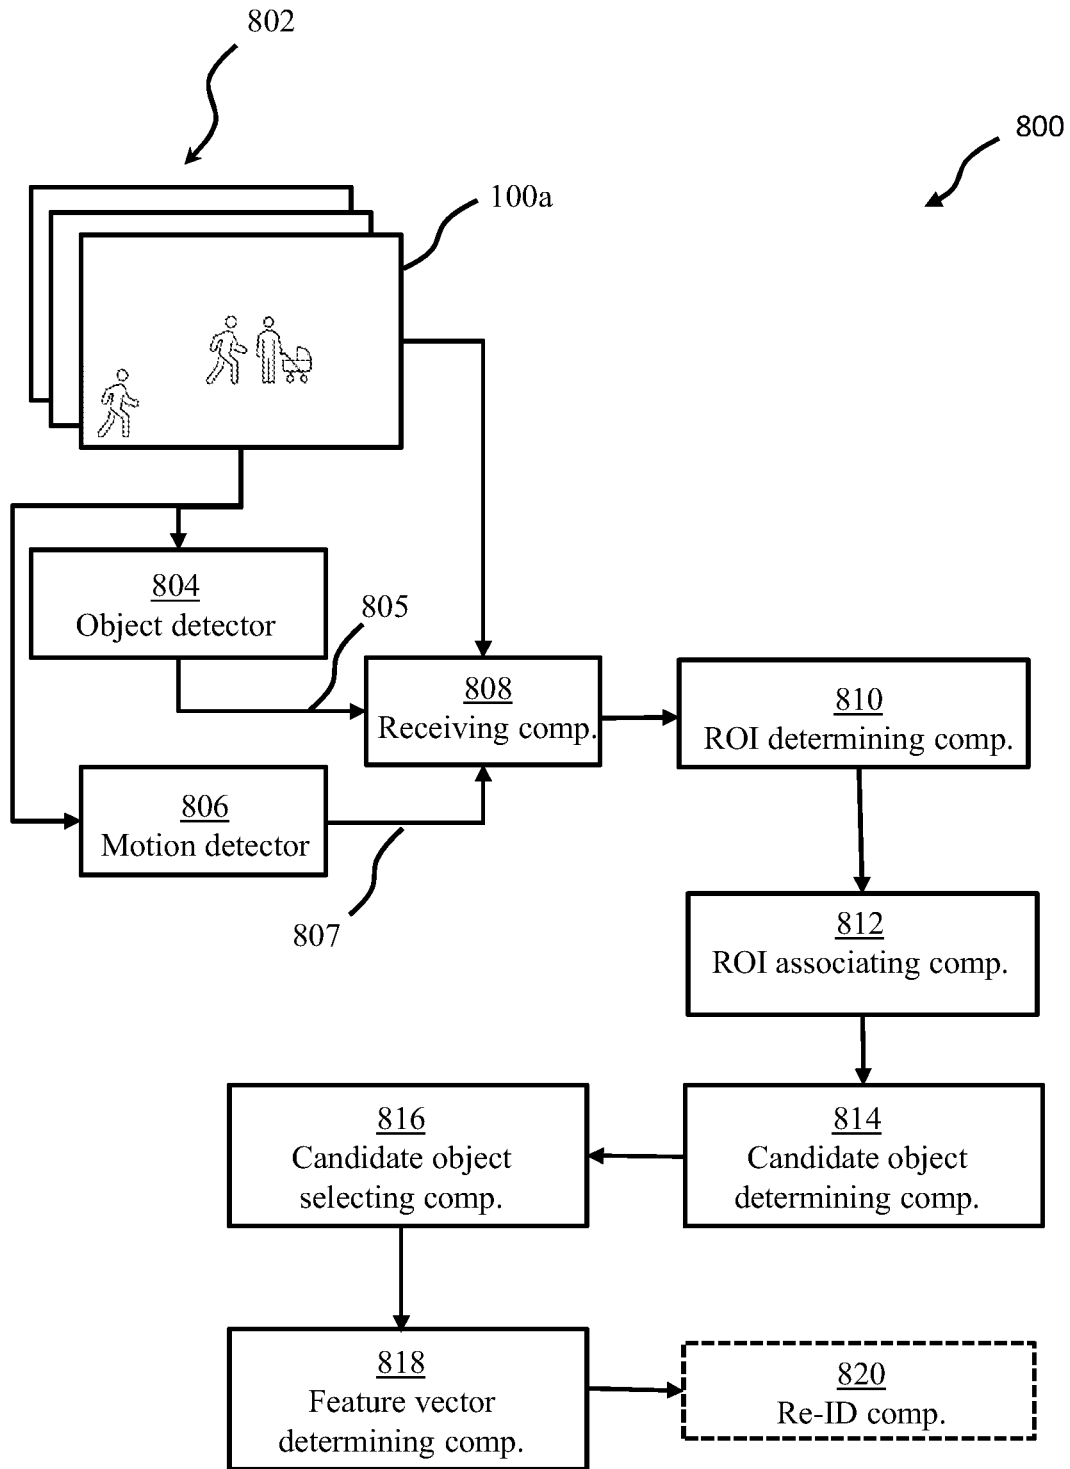 802
800
100a
804
Object detector
805
808
Receiving comp.
810
ROI determining comp.
806
Motion detector
807
812
ROI associating comp.
816
Candidate object
selecting comp.
814
Candidate object
determining comp.
818
Feature vector
determining comp.
820
Re-ID comp.